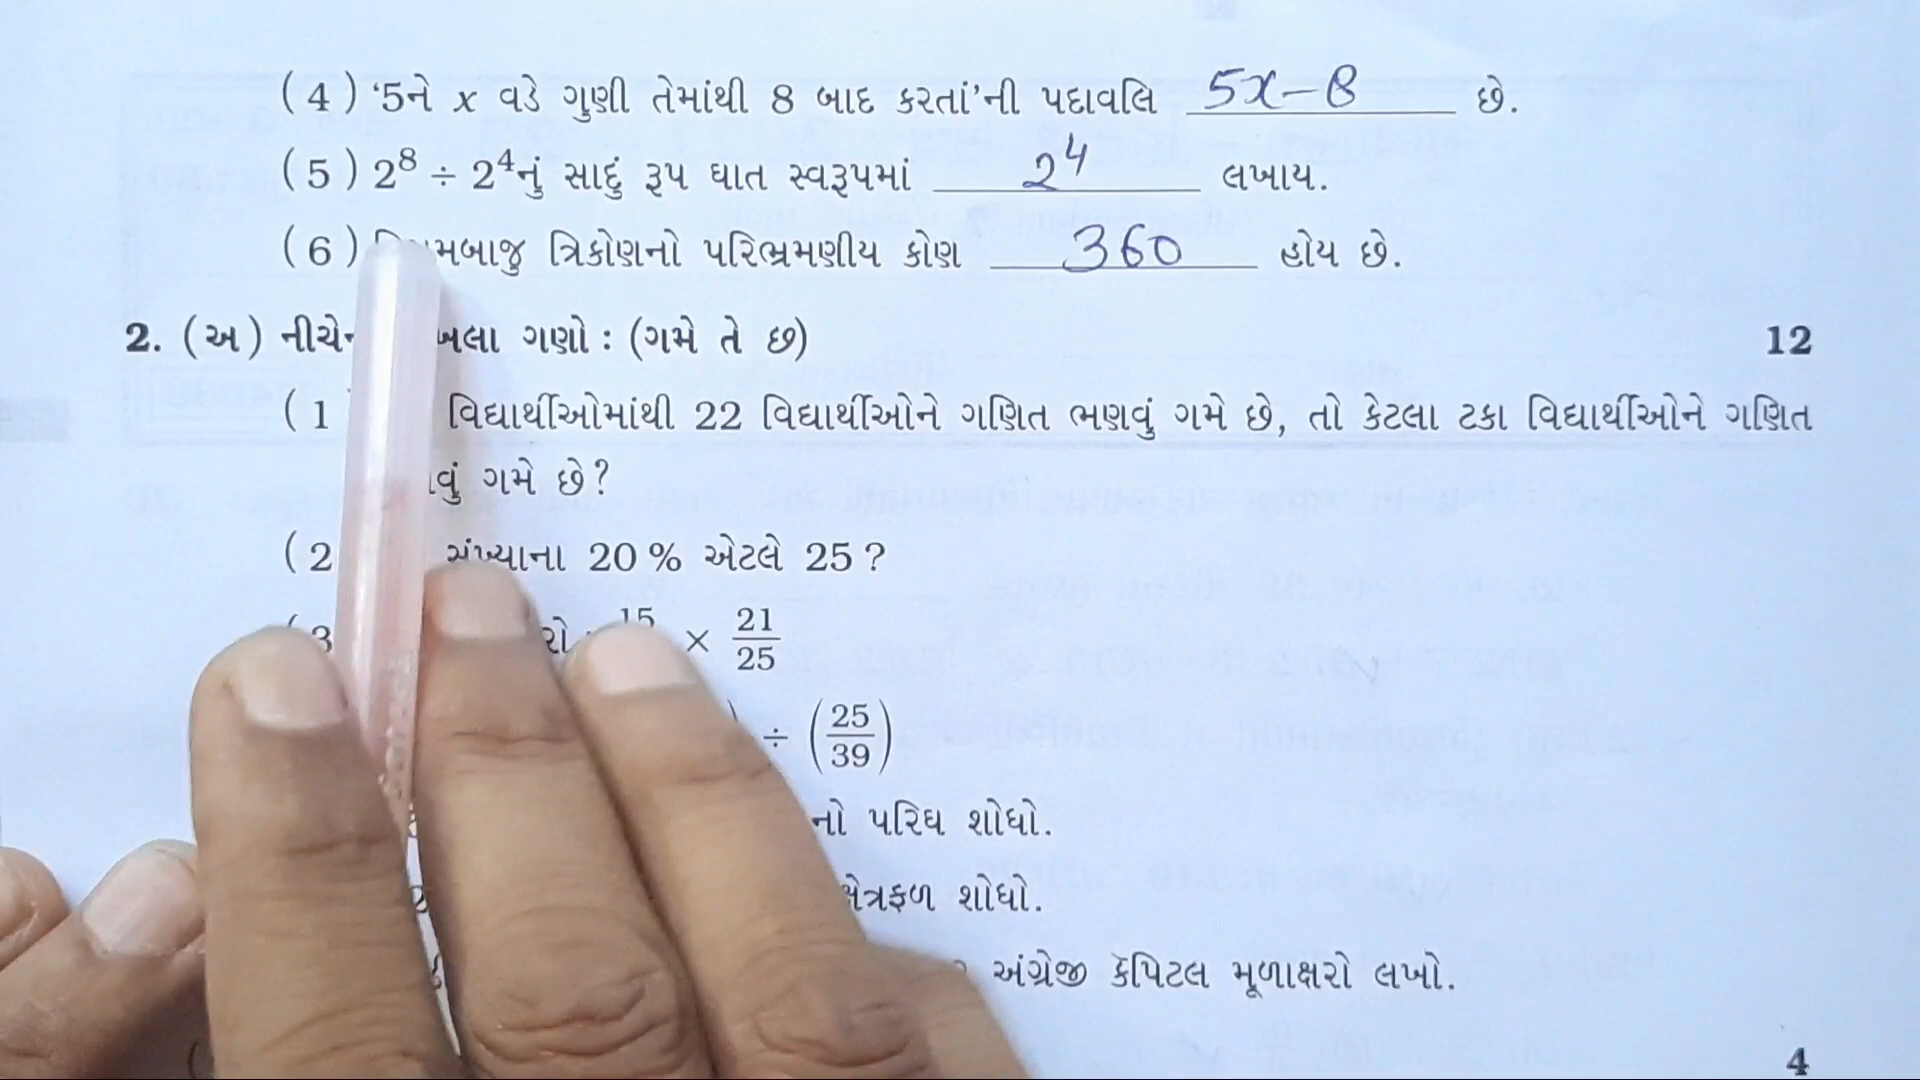 (4) ‘5ને x વડે ગુણી તેમાંથી 8 બાદ કરતાં’ની પદાવલિ 5x-8 છે.
(5) 2⁸ ÷ 2⁴નું સાદું રૂપ ઘાત સ્વરૂપમાં 2⁴ લખાય.
(6) ત્રિકોણનો પરિભ્રમણીય કોણ 360 હોય છે.
2. (અ) ગણો : (ગમે તે છ) 12
(1 વિદ્યાર્થીઓમાંથી 22 વિદ્યાર્થીઓને ગણિત ભણવું ગમે છે, તો કેટલા ટકા વિદ્યાર્થીઓને ગણિત
ગમે છે?
(2 સંખ્યાના 20% એટલે 25?
(3 15 × 21/25
÷ (25/39)
નો પરિઘ શોધો.
ક્ષેત્રફળ શોધો.
અંગ્રેજી કૅપિટલ મૂળાક્ષરો લખો.
4